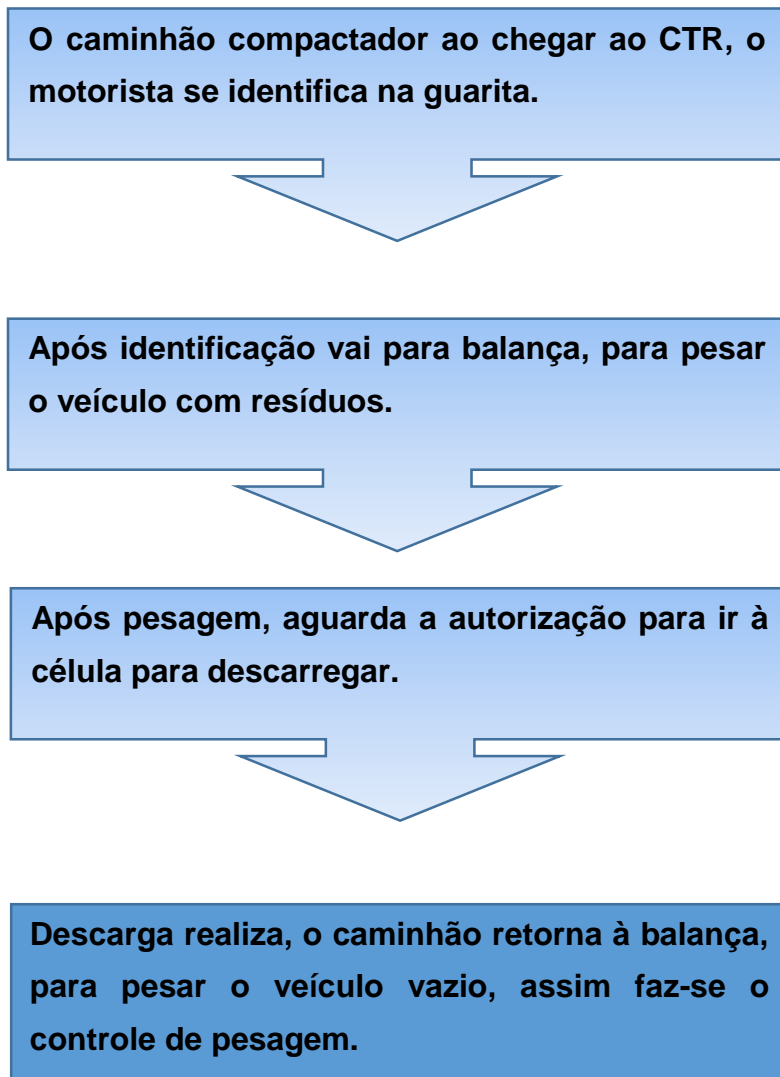 O caminhão compactador ao chegar ao CTR, o
motorista se identifica na guarita.
Após identificação vai para balança, para pesar
o veículo com resíduos.
Após pesagem, aguarda a autorização para ir à
célula para descarregar.
Descarga realiza, o caminhão retorna à balança,
para pesar o veículo vazio, assim faz-se o
controle de pesagem.